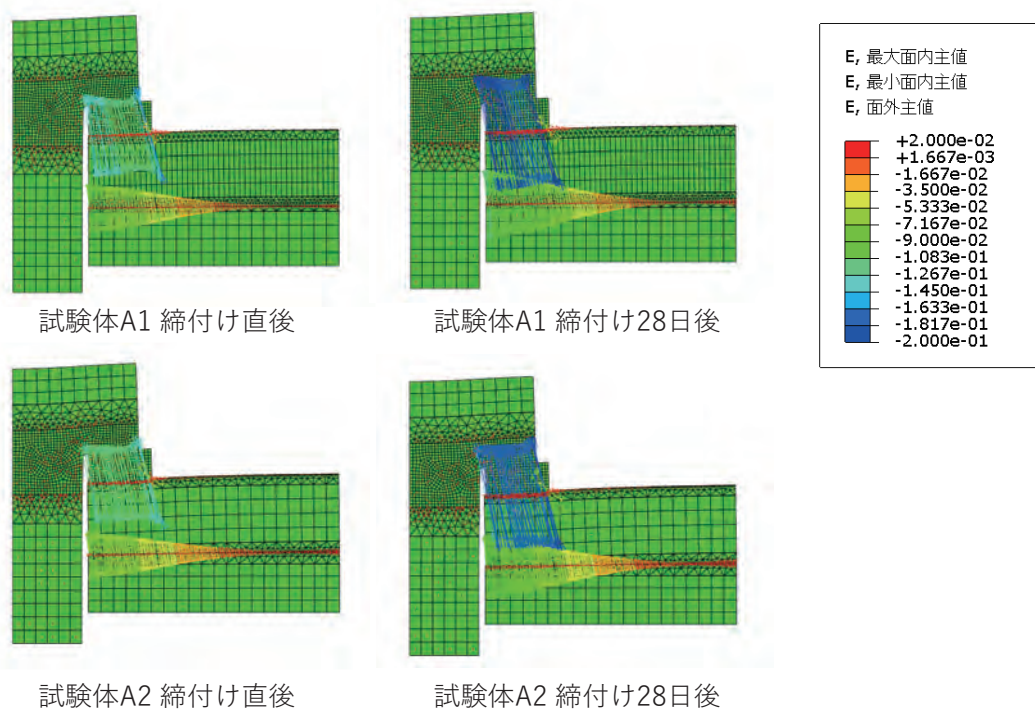 E, 最大面内主値
E, 最小面内主値
E, 面外主値
+2.000e-02
+1.667e-03
-1.667e-02
-3.500e-02
-5.333e-02
-7.167e-02
-9.000e-02
-1.083e-01
-1.267e-01
-1.450e-01
-1.633e-01
-1.817e-01
-2.000e-01
試験体A1 締付け直後
試験体A1 締付け28日後
試験体A2 締付け直後
試験体A2 締付け28日後